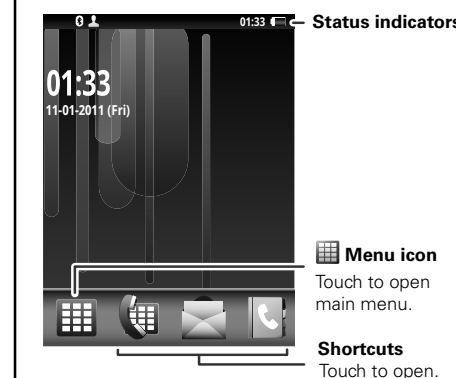 01:33
Status indicators
01:33
11-01-2011 (Fri)
Menu icon
Touch to open
main menu.
Shortcuts
Touch to open.